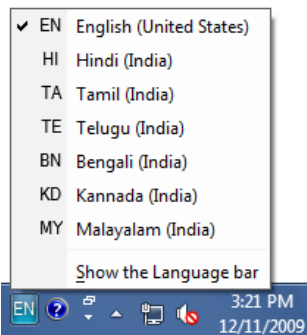 EN English (United States)
HI Hindi (India)
TA Tamil (India)
TE Telugu (India)
BN Bengali (India)
KD Kannada (India)
MY Malayalam (India)
Show the Language bar
EN ? 3:21 PM
12/11/2009